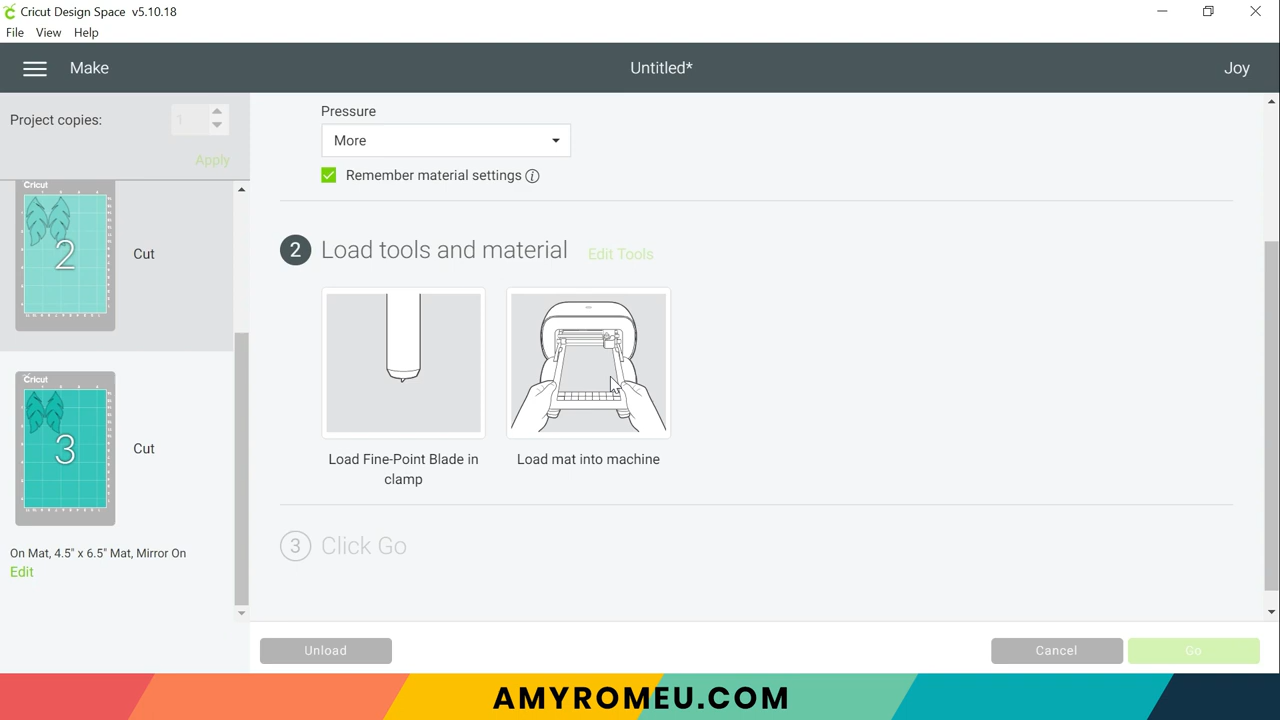 Cricut Design Space v5.10.18
File View Help
Make
Untitled*
Joy
Project copies:
1
Apply
Cricut
2
Cut
Cricut
3
Cut
On Mat, 4.5" x 6.5" Mat, Mirror On
Edit
Pressure
More
Remember material settings
2 Load tools and material Edit Tools
Load Fine-Point Blade in
clamp
Load mat into machine
3 Click Go
Unload
Cancel
Go
AMYROMEU.COM